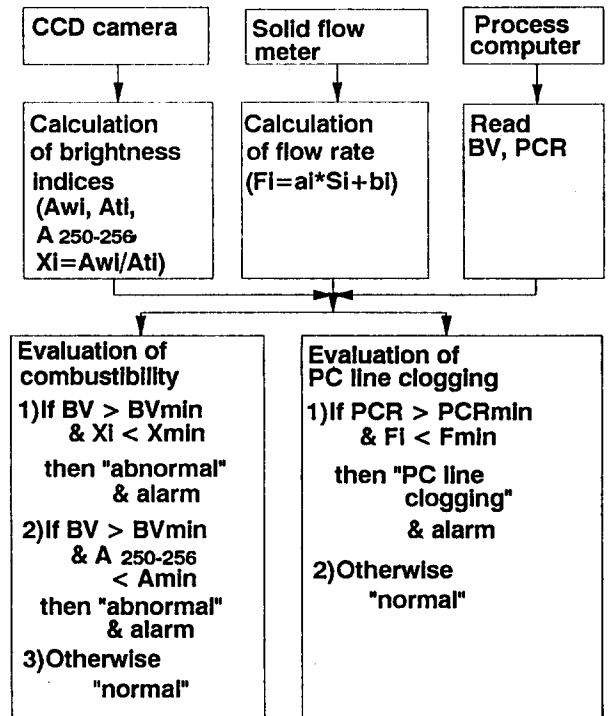 CCD camera
Solid flow
meter
Process
computer
Calculation
of brightness
indices
(Awi, Ati,
A 250-256,
Xi=Awi/Ati)
Calculation
of flow rate
(Fi=ai*Si+bi)
Read
BV, PCR
Evaluation of
combustibility
1)If BV > BVmin
& Xi < Xmin
then "abnormal"
& alarm
2)If BV > BVmin
& A 250-256
< Amin
then "abnormal"
& alarm
3)Otherwise
"normal"
Evaluation of
PC line clogging
1)If PCR > PCRmin
& Fi < Fmin
then "PC line
clogging"
& alarm
2)Otherwise
"normal"